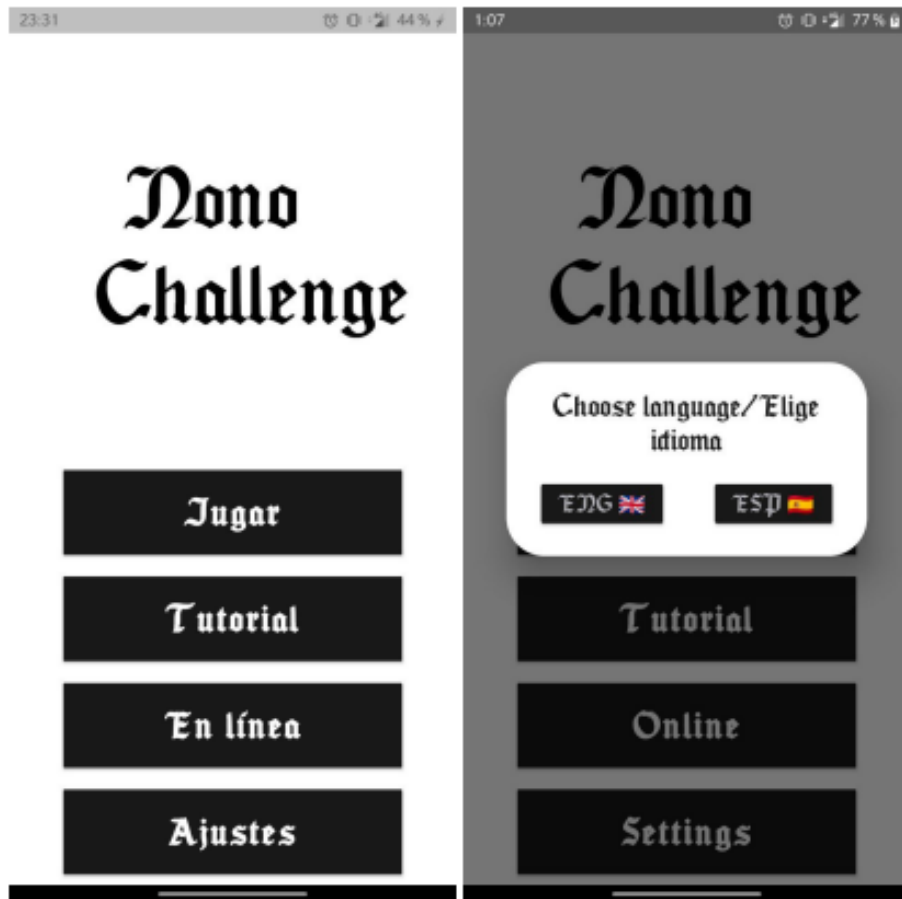 23:31
44 %
Nono
Challenge
Jugar
Tutorial
En línea
Ajustes
1:07
77 %
Nono
Challenge
Choose language/Elige
idioma
ENG
ESP
Tutorial
Online
Settings